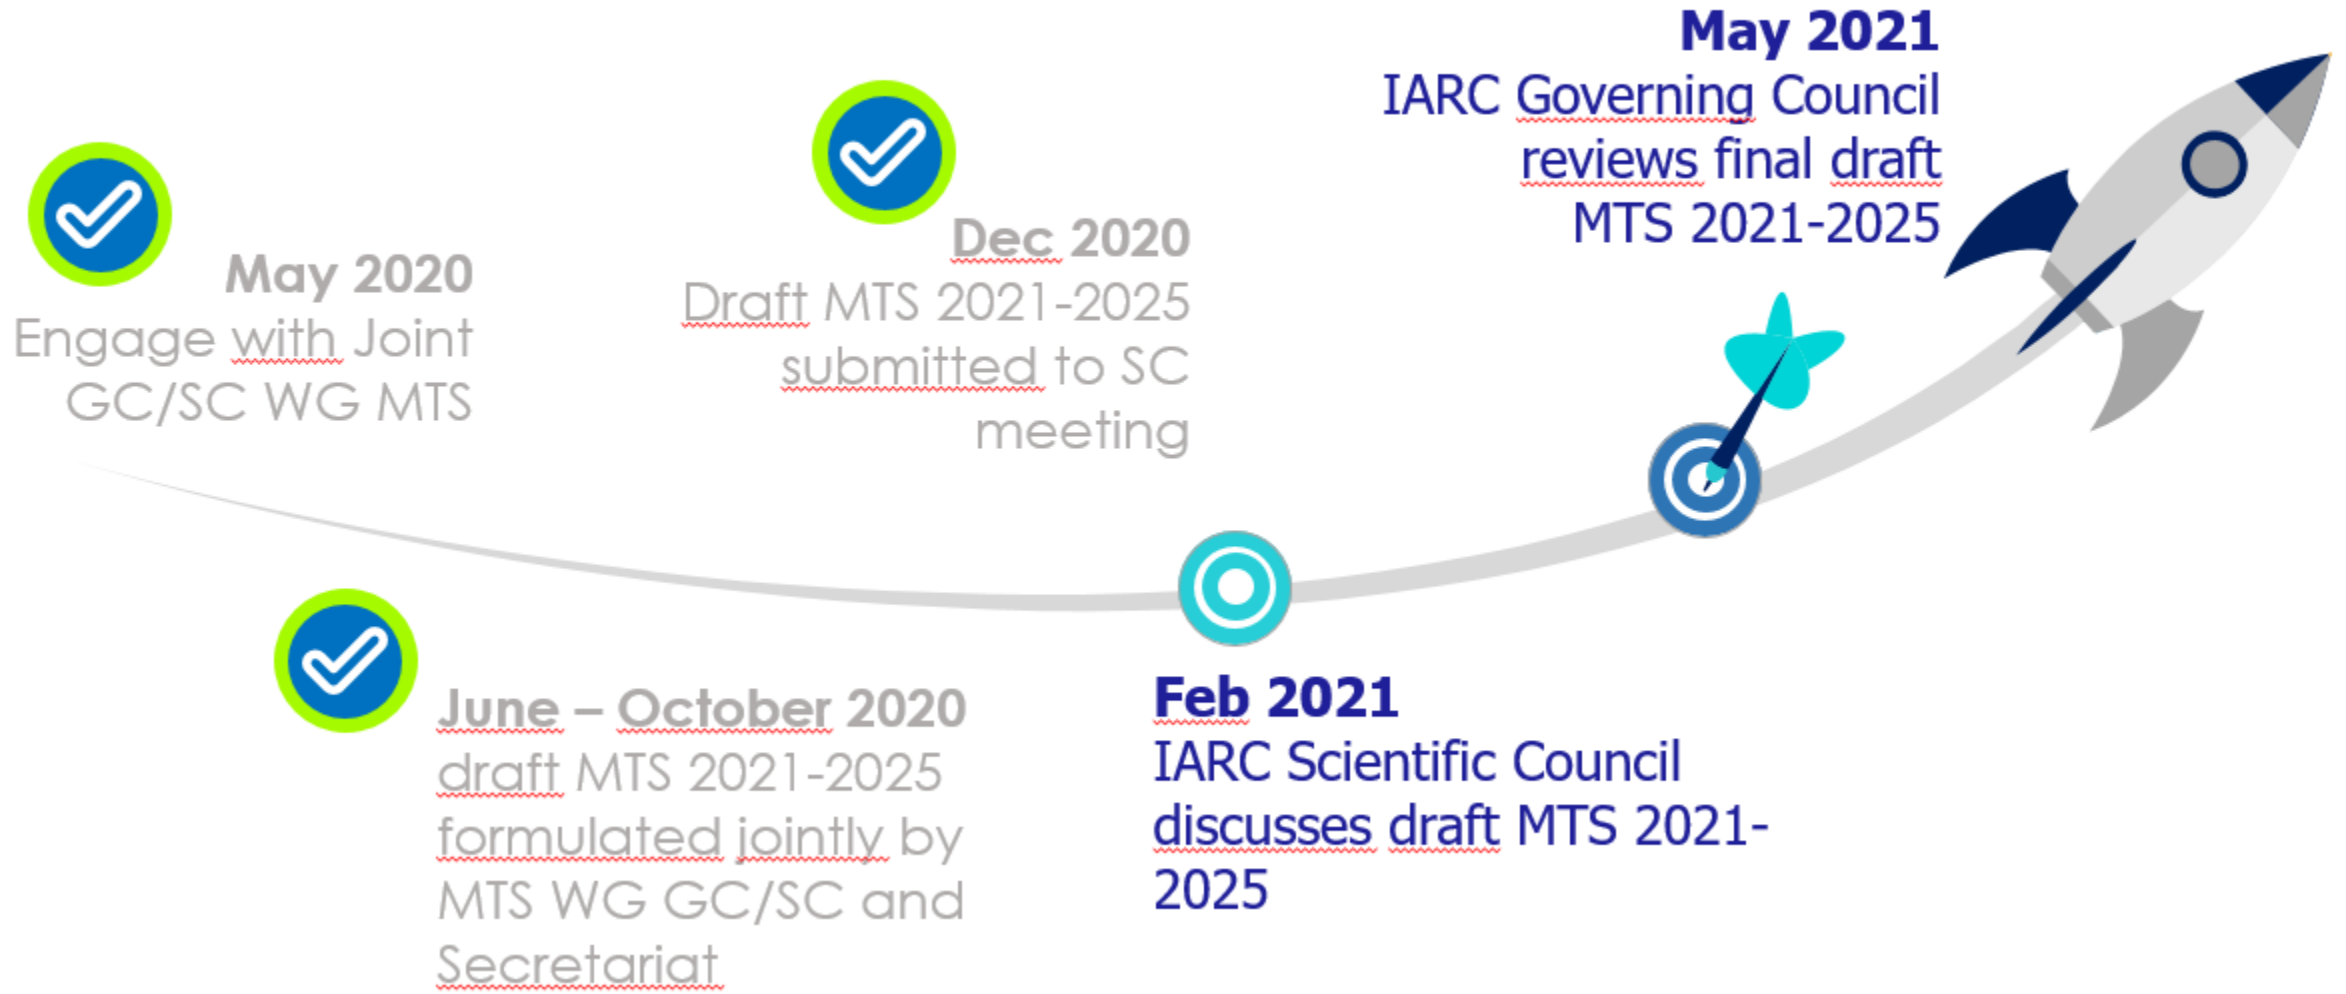 May 2020
Engage with Joint
GC/SC WG MTS
June – October 2020
draft MTS 2021-2025
formulated jointly by
MTS WG GC/SC and
Secretariat
Dec 2020
Draft MTS 2021-2025
submitted to SC
meeting
Feb 2021
IARC Scientific Council
discusses draft MTS 2021-
2025
May 2021
IARC Governing Council
reviews final draft
MTS 2021-2025